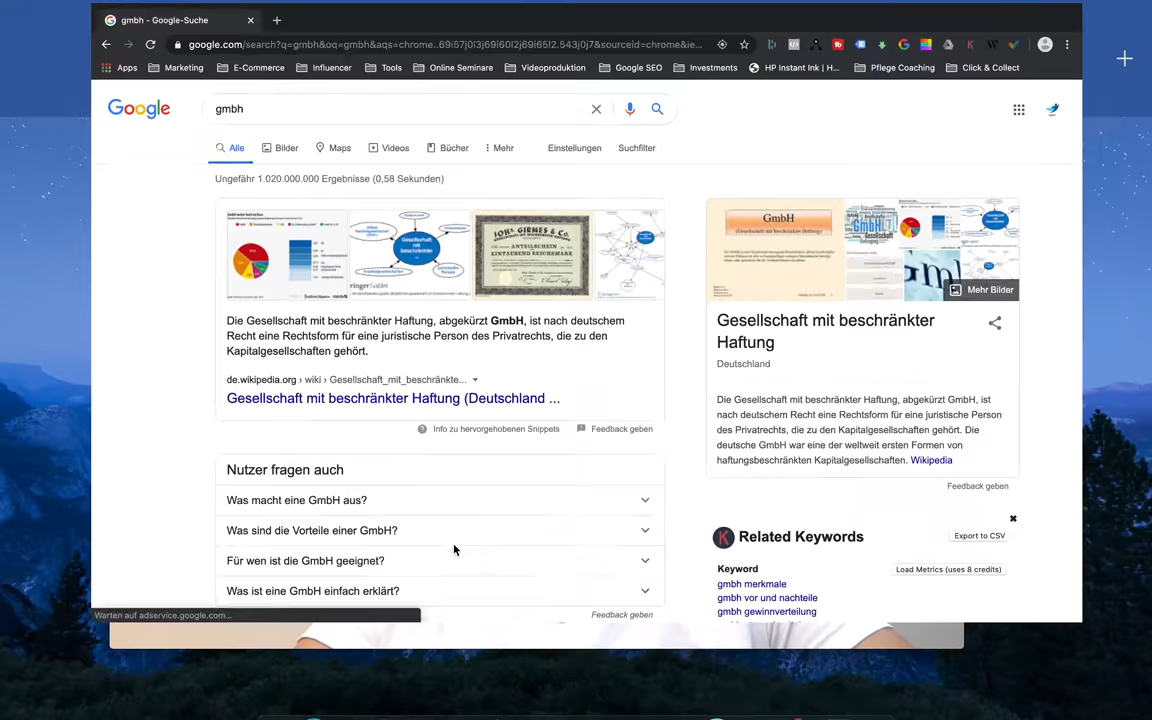 gmbh - Google-Suche
google.com/search?q=gmbh&oq=gmbh&aqs=chrome..69i57j0l3j69i60l2j69i65l2.543j0j7&sourceid=chrome&ie...
Apps Marketing E-Commerce Influencer Tools Online Seminare Videoproduktion Google SEO Investments HP Instant Ink | H... Pflege Coaching Click & Collect
Google
gmbh
Alle Bilder Maps Videos Bücher Mehr Einstellungen Suchfilter
Ungefähr 1.020.000.000 Ergebnisse (0,58 Sekunden)
JOH. GIRMES & Co.
ANTEILSCHEIN
EINTAUSEND REICHSMARK
Die Gesellschaft mit beschränkter Haftung, abgekürzt GmbH, ist nach deutschem
Recht eine Rechtsform für eine juristische Person des Privatrechts, die zu den
Kapitalgesellschaften gehört.
de.wikipedia.org › wiki › Gesellschaft_mit_beschränkte...
Gesellschaft mit beschränkter Haftung (Deutschland ...
Info zu hervorgehobenen Snippets Feedback geben
Nutzer fragen auch
Was macht eine GmbH aus?
Was sind die Vorteile einer GmbH?
Für wen ist die GmbH geeignet?
Was ist eine GmbH einfach erklärt?
Feedback geben
Warten auf adservice.google.com...
GmbH
(Gesellschaft mit beschränkter Haftung)
Mehr Bilder
Gesellschaft mit beschränkter
Haftung
Deutschland
Die Gesellschaft mit beschränkter Haftung, abgekürzt GmbH, ist
nach deutschem Recht eine Rechtsform für eine juristische Person
des Privatrechts, die zu den Kapitalgesellschaften gehört. Die
deutsche GmbH war eine der weltweit ersten Formen von
haftungsbeschränkten Kapitalgesellschaften. Wikipedia
Feedback geben
Related Keywords
Export to CSV
Keyword
Load Metrics (uses 8 credits)
gmbh merkmale
gmbh vor und nachteile
gmbh gewinnverteilung